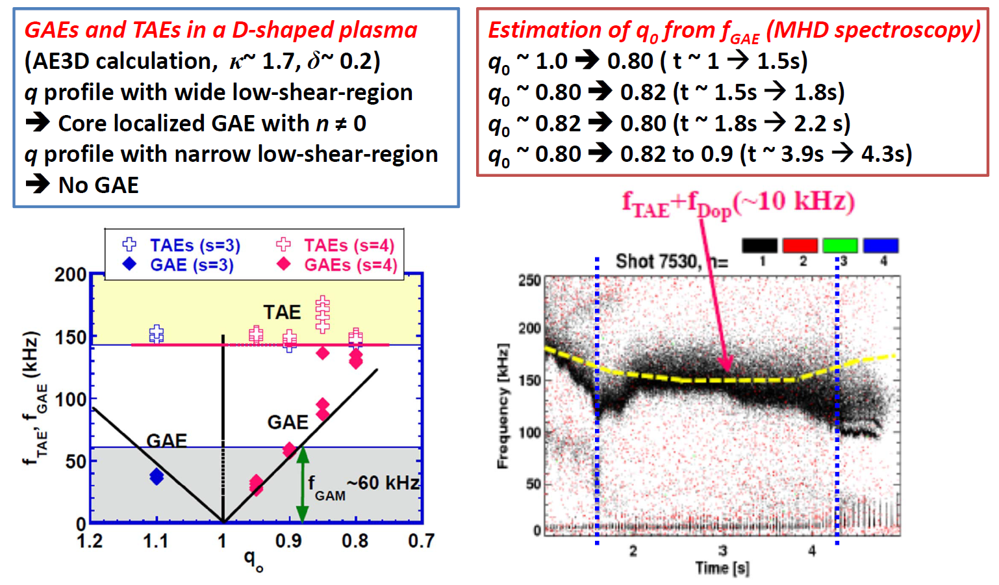 GAEs and TAEs in a D-shaped plasma
(AE3D calculation, κ~ 1.7, δ~ 0.2)
q profile with wide low-shear-region
➔ Core localized GAE with n ≠ 0
q profile with narrow low-shear-region
➔ No GAE
Estimation of q0 from fGAE (MHD spectroscopy)
q0 ~ 1.0 ➔ 0.80 ( t ~ 1 → 1.5s)
q0 ~ 0.80 ➔ 0.82 (t ~ 1.5s → 1.8s)
q0 ~ 0.82 ➔ 0.80 (t ~ 1.8s → 2.2 s)
q0 ~ 0.80 ➔ 0.82 to 0.9 (t ~ 3.9s → 4.3s)
TAEs (s=3) TAEs (s=4)
GAE (s=3) GAEs (s=4)
200
150
100
50
0
fTAE, fGAE (kHz)
TAE
GAE
GAE
fGAM ~60 kHz
1.2 1.1 1 0.9 0.8 0.7
qo
fTAE+fDop(~10 kHz)
Shot 7530, n= 1 2 3 4
250
200
150
100
50
0
Frequency [kHz]
2 3 4
Time [s]